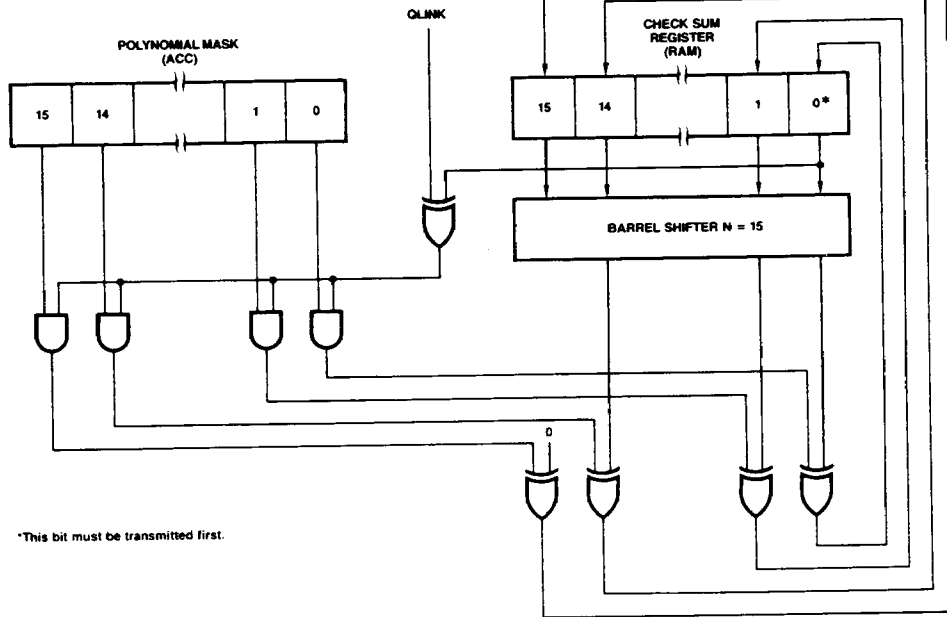 QLINK
POLYNOMIAL MASK
(ACC)
15 14 1 0
CHECK SUM
REGISTER
(RAM)
15 14 1 0*
BARREL SHIFTER N = 15
0
*This bit must be transmitted first.